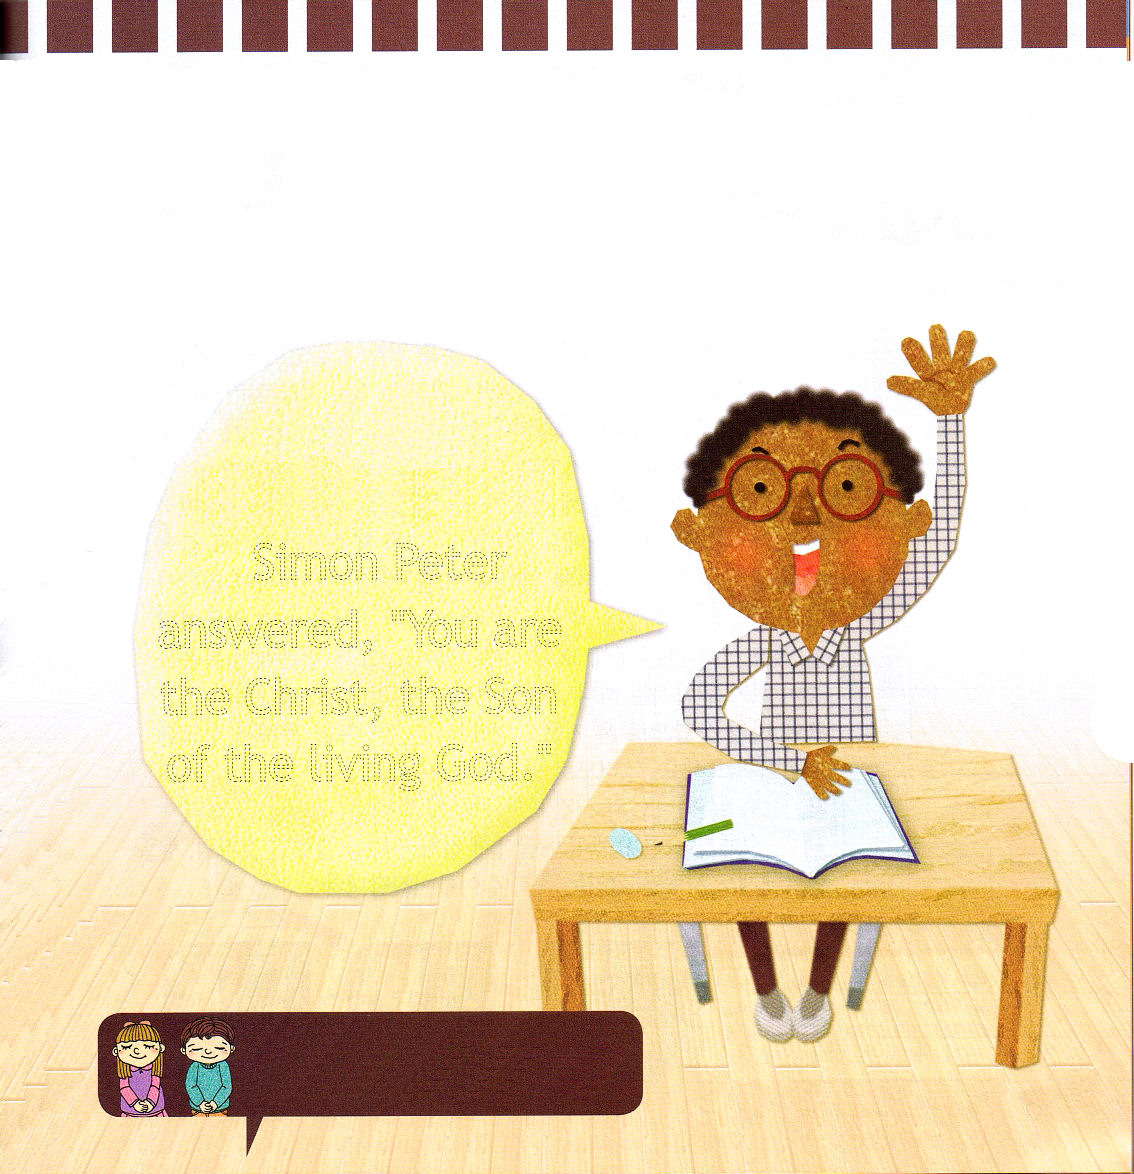 Simon Peter
answered, "You are
the Christ, the Son
of the living God."